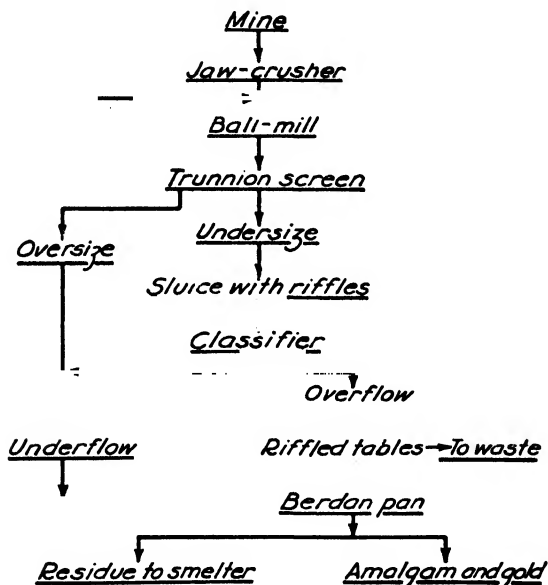 Mine
Jaw-crusher
Ball-mill
Trunnion screen
Oversize
Undersize
Sluice with riffles
Classifier
Overflow
Underflow
Riffled tables To waste
Berdan pan
Residue to smelter
Amalgam and gold